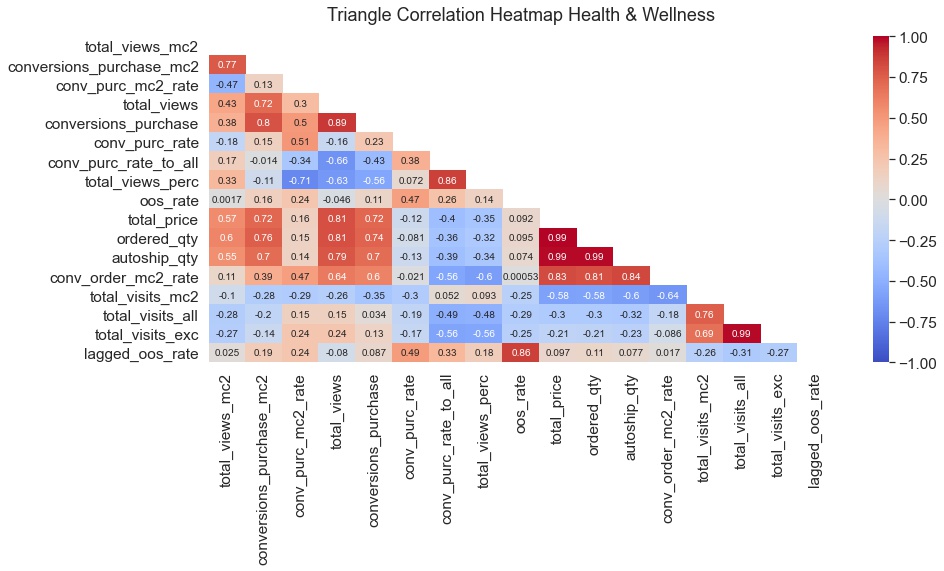 Triangle Correlation Heatmap Health & Wellness
total_views_mc2
conversions_purchase_mc2 0.77
conv_purc_mc2_rate -0.47 0.13
total_views 0.43 0.72 0.3
conversions_purchase 0.38 0.8 0.5 0.89
conv_purc_rate -0.18 0.15 0.51 -0.16 0.23
conv_purc_rate_to_all 0.17 -0.014 -0.34 -0.66 -0.43 0.38
total_views_perc 0.33 -0.11 -0.71 -0.63 -0.56 0.072 0.86
oos_rate 0.0017 0.16 0.24 -0.046 0.11 0.47 0.26 0.14
total_price 0.57 0.72 0.16 0.81 0.72 -0.12 -0.4 -0.35 0.092
ordered_qty 0.6 0.76 0.15 0.81 0.74 -0.081 -0.36 -0.32 0.095 0.99
autoship_qty 0.55 0.7 0.14 0.79 0.7 -0.13 -0.39 -0.34 0.074 0.99 0.99
conv_order_mc2_rate 0.11 0.39 0.47 0.64 0.6 -0.021 -0.56 -0.6 0.00053 0.83 0.81 0.84
total_visits_mc2 -0.1 -0.28 -0.29 -0.26 -0.35 -0.3 0.052 0.093 -0.25 -0.58 -0.58 -0.6 -0.64
total_visits_all -0.28 -0.2 0.15 0.15 0.034 -0.19 -0.49 -0.48 -0.29 -0.3 -0.3 -0.32 -0.18 0.76
total_visits_exc -0.27 -0.14 0.24 0.24 0.13 -0.17 -0.56 -0.56 -0.25 -0.21 -0.21 -0.23 -0.086 0.69 0.99
lagged_oos_rate 0.025 0.19 0.24 -0.08 0.087 0.49 0.33 0.18 0.86 0.097 0.11 0.077 0.017 -0.26 -0.31 -0.27
total_views_mc2
conversions_purchase_mc2
conv_purc_mc2_rate
total_views
conversions_purchase
conv_purc_rate
conv_purc_rate_to_all
total_views_perc
oos_rate
total_price
ordered_qty
autoship_qty
conv_order_mc2_rate
total_visits_mc2
total_visits_all
total_visits_exc
lagged_oos_rate
1.00
0.75
0.50
0.25
0.00
−0.25
−0.50
−0.75
−1.00